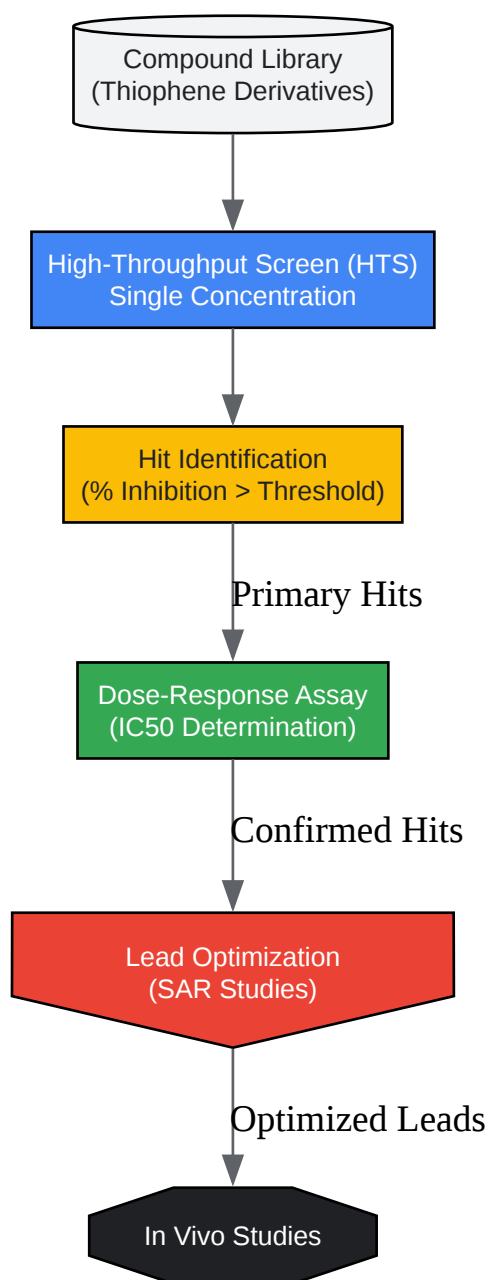 Compound Library
(Thiophene Derivatives)
High-Throughput Screen (HTS)
Single Concentration
Hit Identification
(% Inhibition > Threshold)
Primary Hits
Dose-Response Assay
(IC50 Determination)
Confirmed Hits
Lead Optimization
(SAR Studies)
Optimized Leads
In Vivo Studies